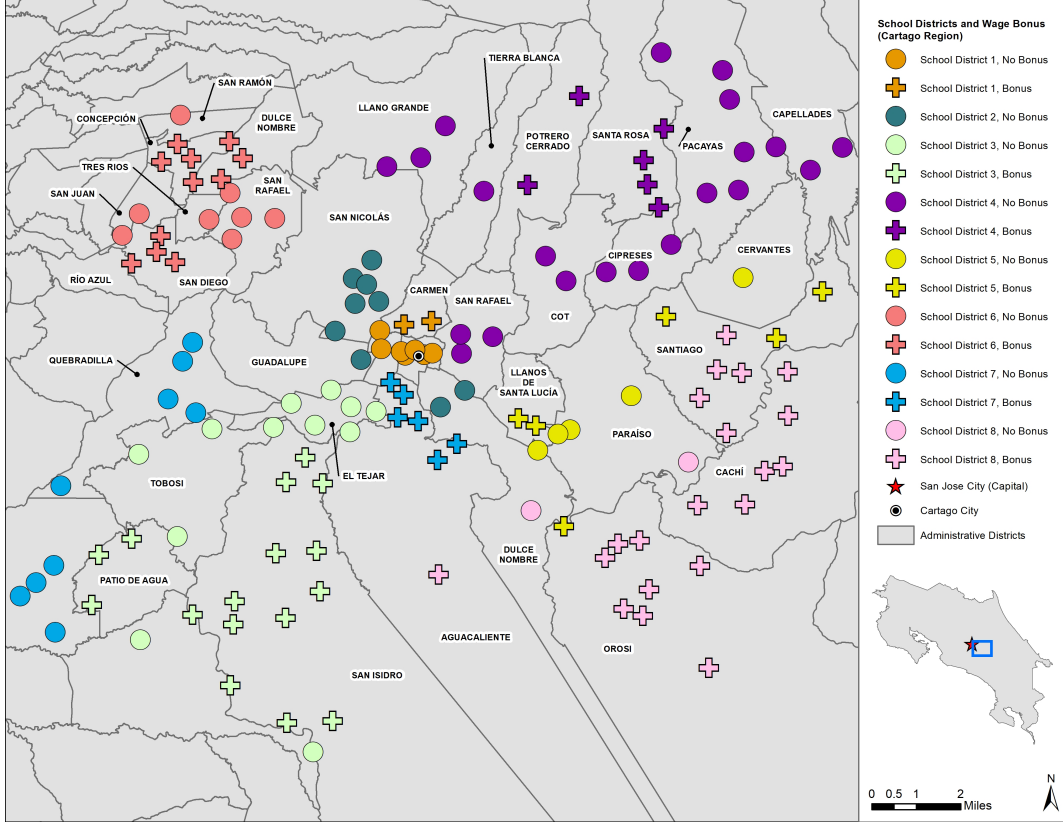 TIERRA BLANCA
SAN RAMÓN
LLANO GRANDE
CONCEPCIÓN
DULCE
NOMBRE
POTRERO
CERRADO
SANTA ROSA
PACAYAS
CAPELLADES
TRES RIOS
SAN
RAFAEL
SAN JUAN
SAN NICOLÁS
CERVANTES
CIPRESES
RÍO AZUL
SAN DIEGO
CARMEN
SAN RAFAEL
COT
SANTIAGO
QUEBRADILLA
GUADALUPE
LLANOS
DE
SANTA LUCÍA
PARAÍSO
EL TEJAR
CACHÍ
TOBOSI
DULCE
NOMBRE
PATIO DE AGUA
AGUACALIENTE
OROSI
SAN ISIDRO
School Districts and Wage Bonus
(Cartago Region)
School District 1, No Bonus
School District 1, Bonus
School District 2, No Bonus
School District 3, No Bonus
School District 3, Bonus
School District 4, No Bonus
School District 4, Bonus
School District 5, No Bonus
School District 5, Bonus
School District 6, No Bonus
School District 6, Bonus
School District 7, No Bonus
School District 7, Bonus
School District 8, No Bonus
School District 8, Bonus
San Jose City (Capital)
Cartago City
Administrative Districts
N
0 0.5 1 2
Miles